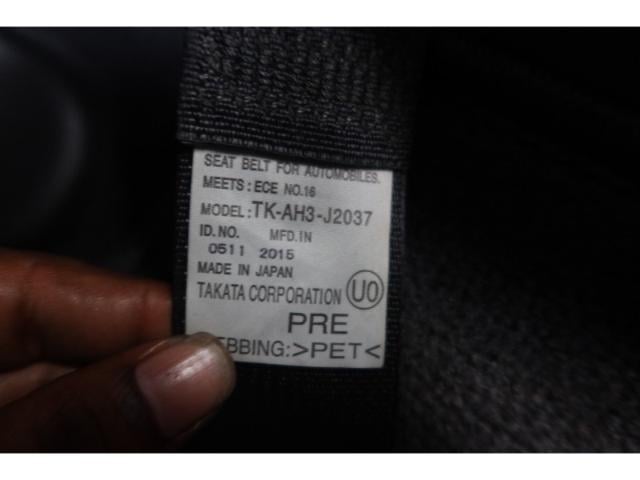 SEAT BELT FOR AUTOMOBILES.
MEETS: ECE NO.16
MODEL: TK-AH3-J2037
ID.NO. MFD.IN
0511 2015
MADE IN JAPAN
TAKATA CORPORATION UO
PRE
EBBING:>PET<